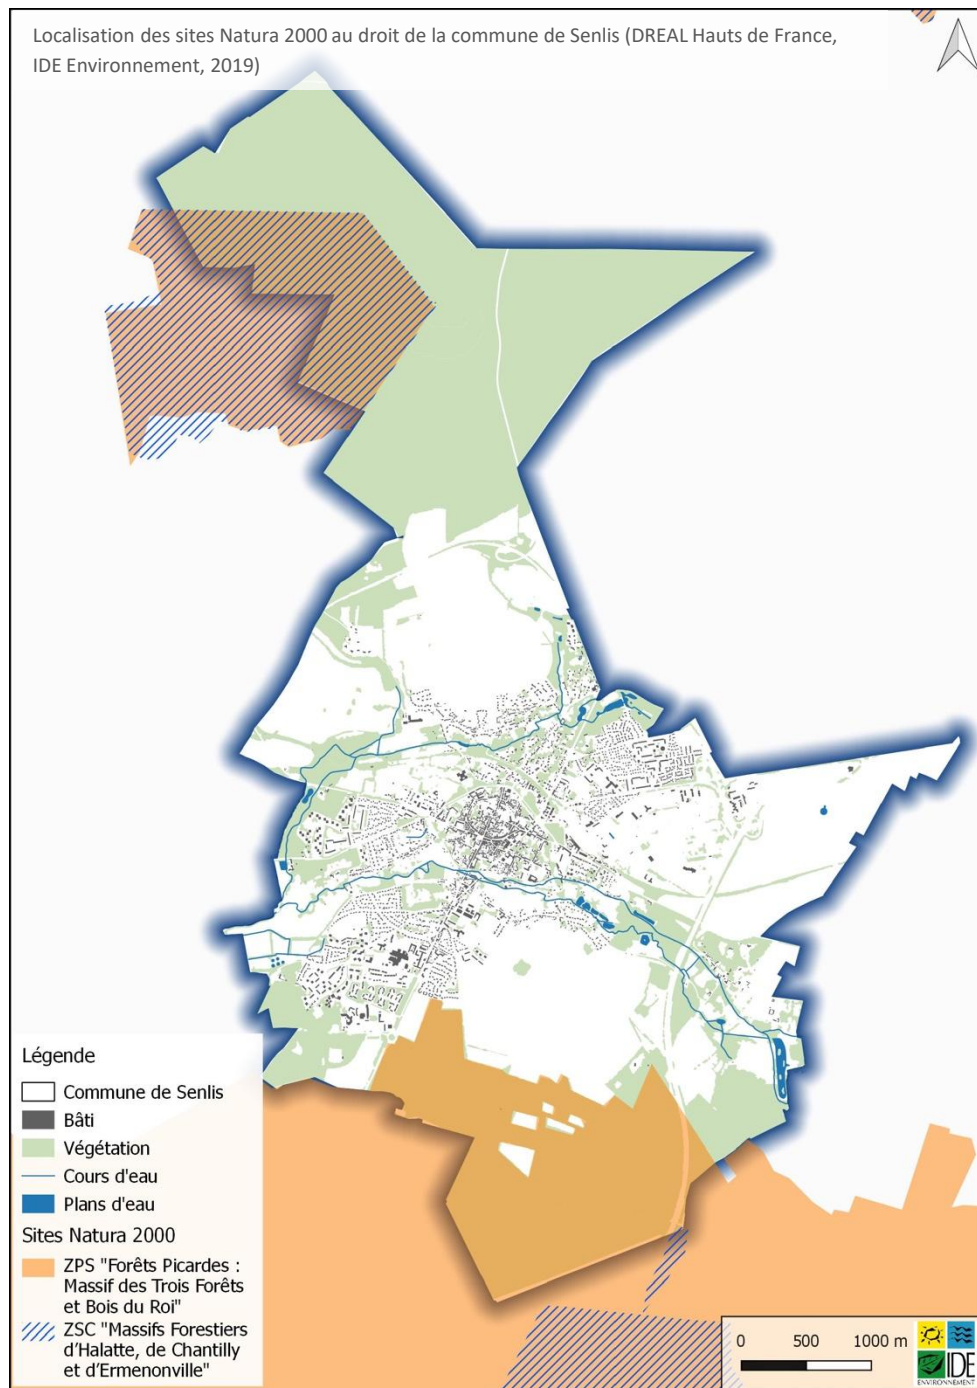 Localisation des sites Natura 2000 au droit de la commune de Senlis (DREAL Hauts de France,
IDE Environnement, 2019)
Légende
Commune de Senlis
Bâti
Végétation
Cours d'eau
Plans d'eau
Sites Natura 2000
ZPS "Forêts Picardes :
Massif des Trois Forêts
et Bois du Roi"
ZSC "Massifs Forestiers
d'Halatte, de Chantilly
et d'Ermenonville"
0 500 1000 m
IDE
ENVIRONNEMENT